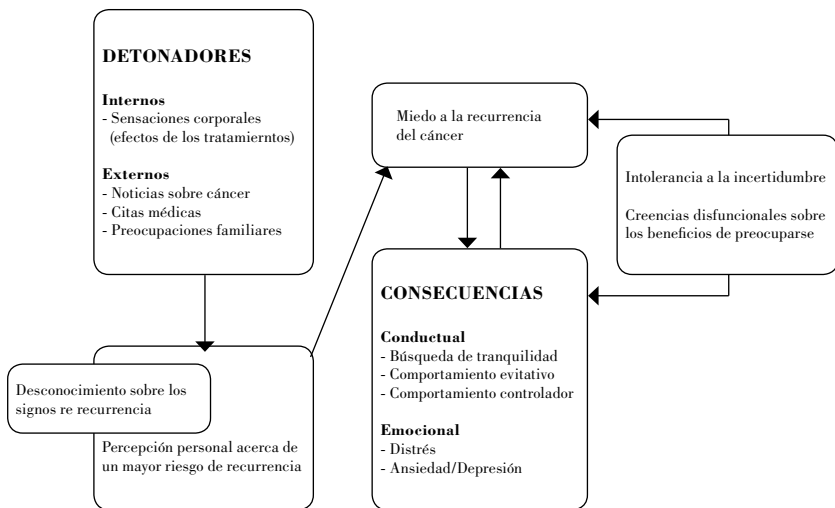 DETONADORES
Internos
- Sensaciones corporales
(efectos de los tratamierntos)
Externos
- Noticias sobre cáncer
- Citas médicas
- Preocupaciones familiares
Desconocimiento sobre los
signos re recurrencia
Percepción personal acerca de
un mayor riesgo de recurrencia
Miedo a la recurrencia
del cáncer
CONSECUENCIAS
Conductual
- Búsqueda de tranquilidad
- Comportamiento evitativo
- Comportamiento controlador
Emocional
- Distrés
- Ansiedad/Depresión
Intolerancia a la incertidumbre
Creencias disfuncionales sobre
los beneficios de preocuparse